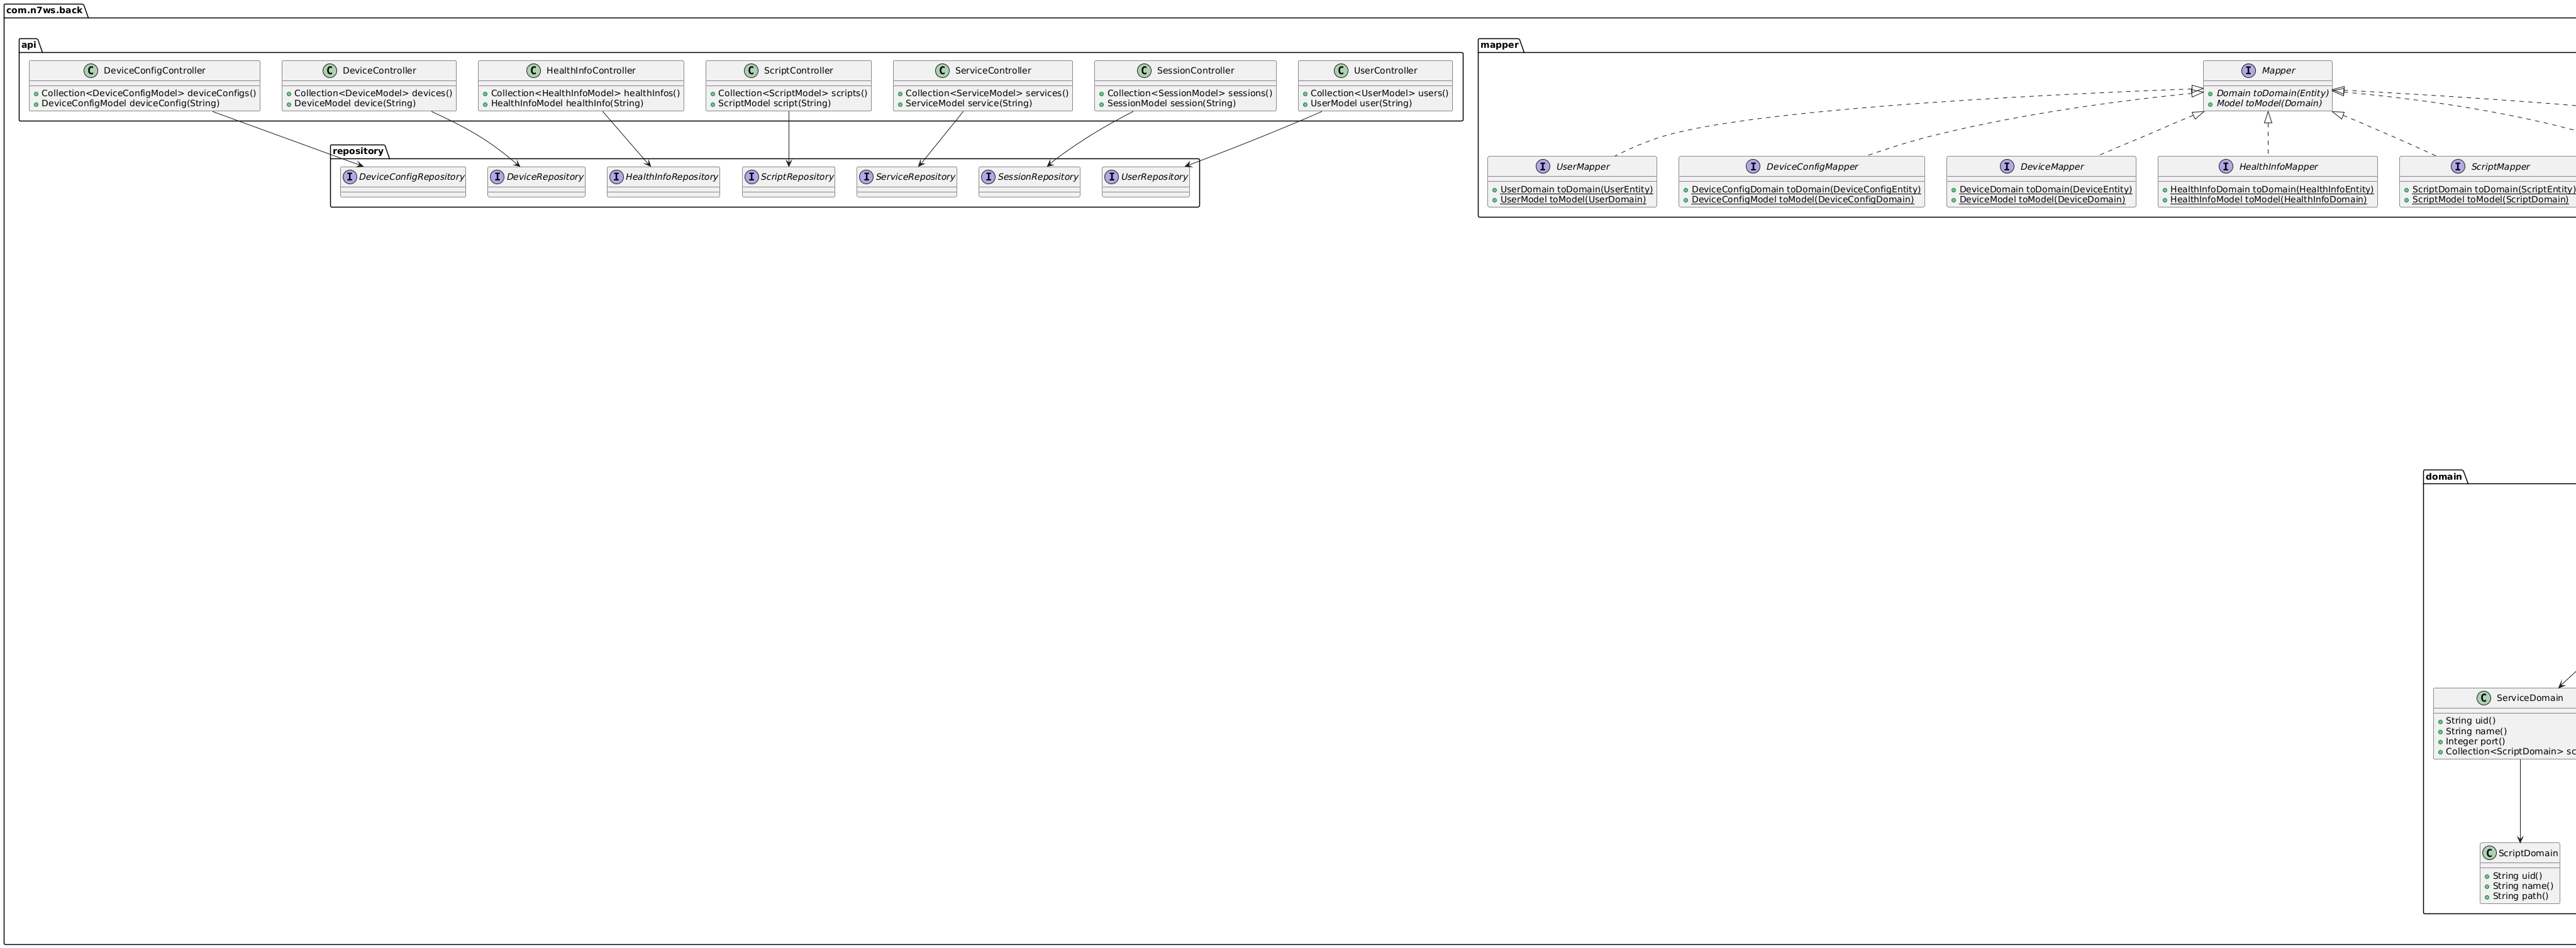 com.n7ws.back
api
DeviceConfigController
Collection<DeviceConfigModel> deviceConfigs()
DeviceConfigModel deviceConfig(String)
DeviceController
Collection<DeviceModel> devices()
DeviceModel device(String)
HealthInfoController
Collection<HealthInfoModel> healthInfos()
HealthInfoModel healthInfo(String)
ScriptController
Collection<ScriptModel> scripts()
ScriptModel script(String)
ServiceController
Collection<ServiceModel> services()
ServiceModel service(String)
SessionController
Collection<SessionModel> sessions()
SessionModel session(String)
UserController
Collection<UserModel> users()
UserModel user(String)
repository
DeviceConfigRepository
DeviceRepository
HealthInfoRepository
ScriptRepository
ServiceRepository
SessionRepository
UserRepository
mapper
Mapper
Domain toDomain(Entity)
Model toModel(Domain)
UserMapper
UserDomain toDomain(UserEntity)
UserModel toModel(UserDomain)
DeviceConfigMapper
DeviceConfigDomain toDomain(DeviceConfigEntity)
DeviceConfigModel toModel(DeviceConfigDomain)
DeviceMapper
DeviceDomain toDomain(DeviceEntity)
DeviceModel toModel(DeviceDomain)
HealthInfoMapper
HealthInfoDomain toDomain(HealthInfoEntity)
HealthInfoModel toModel(HealthInfoDomain)
ScriptMapper
ScriptDomain toDomain(ScriptEntity)
ScriptModel toModel(ScriptDomain)
domain
ServiceDomain
String uid()
String name()
Integer port()
Collection<ScriptDomain> sc
ScriptDomain
String uid()
String name()
String path()